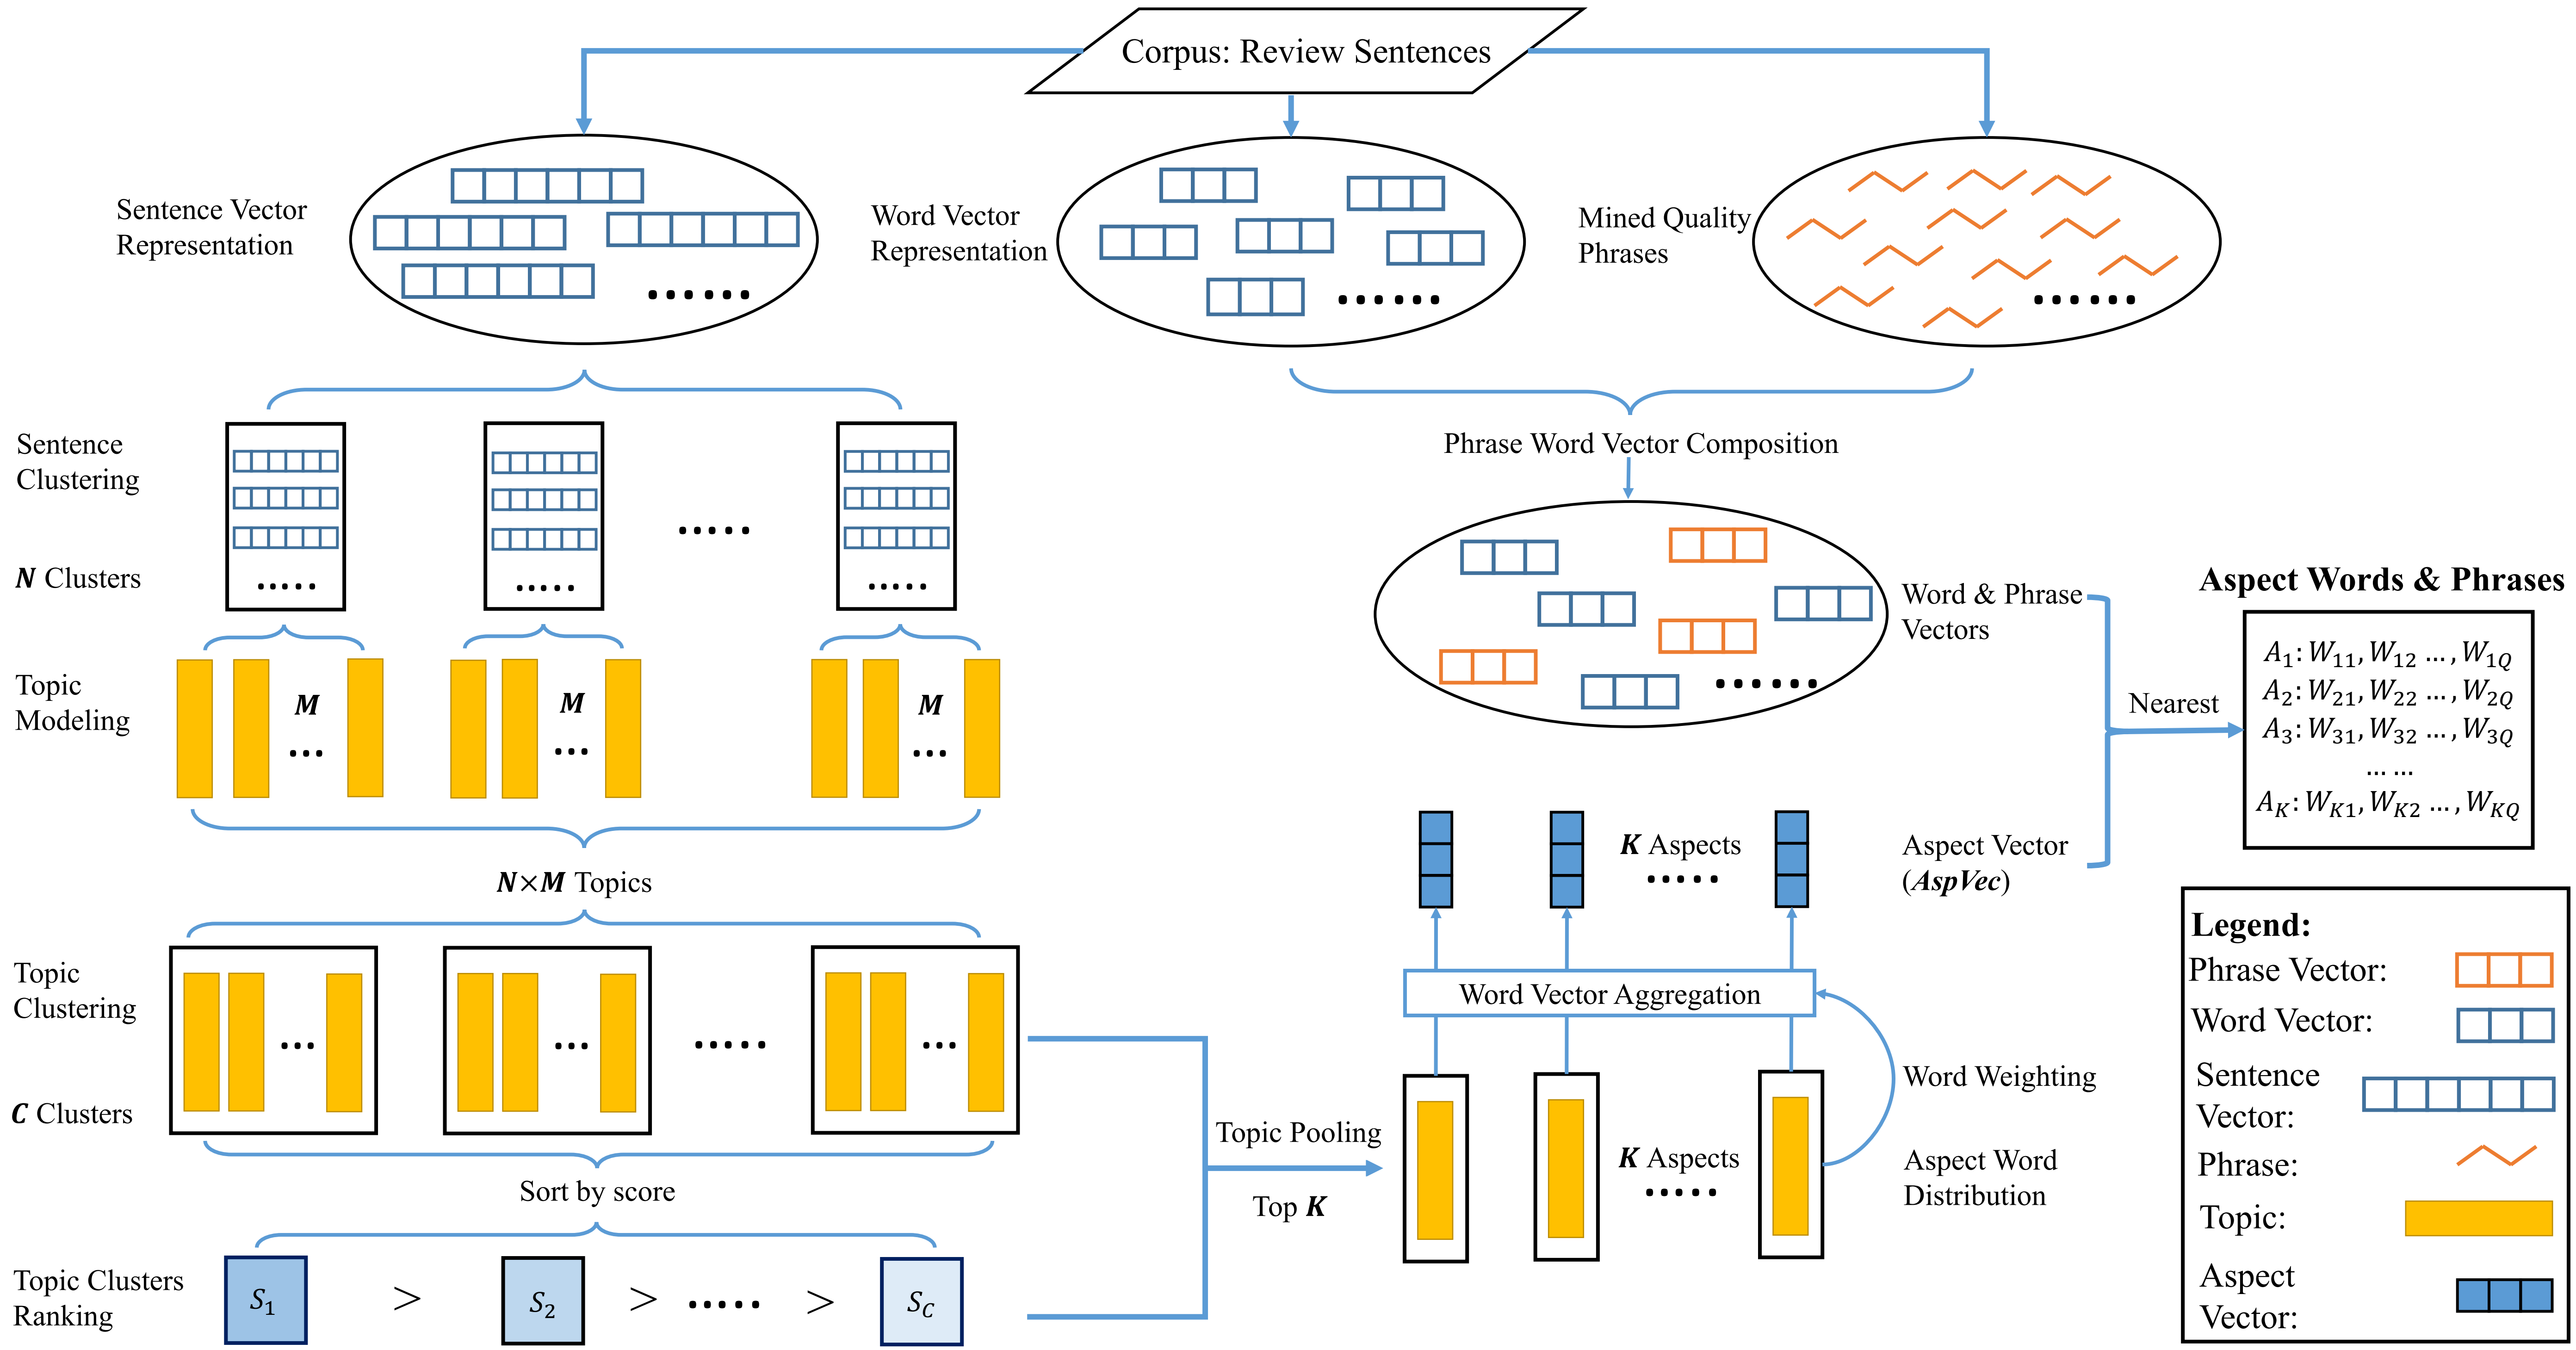 Corpus: Review Sentences
Sentence Vector
Representation
......
Word Vector
Representation
......
Mined Quality
Phrases
......
Sentence
Clustering
N Clusters
.....
.....
.....
.....
Phrase Word Vector Composition
Word & Phrase
Vectors
......
Topic
Modeling
M
...
M
...
M
...
N×M Topics
Topic
Clustering
C Clusters
...
...
.....
...
Sort by score
Topic Clusters
Ranking
S1 > S2 > ..... > SC
Topic Pooling
Top K
K Aspects
.....
Aspect Word
Distribution
Word Weighting
Word Vector Aggregation
K Aspects
.....
Aspect Vector
(AspVec)
Nearest
Aspect Words & Phrases
A1: W11, W12 ..., W1Q
A2: W21, W22 ..., W2Q
A3: W31, W32 ..., W3Q
... ...
AK: WK1, WK2 ..., WKQ
Legend:
Phrase Vector:
Word Vector:
Sentence
Vector:
Phrase:
Topic:
Aspect
Vector: